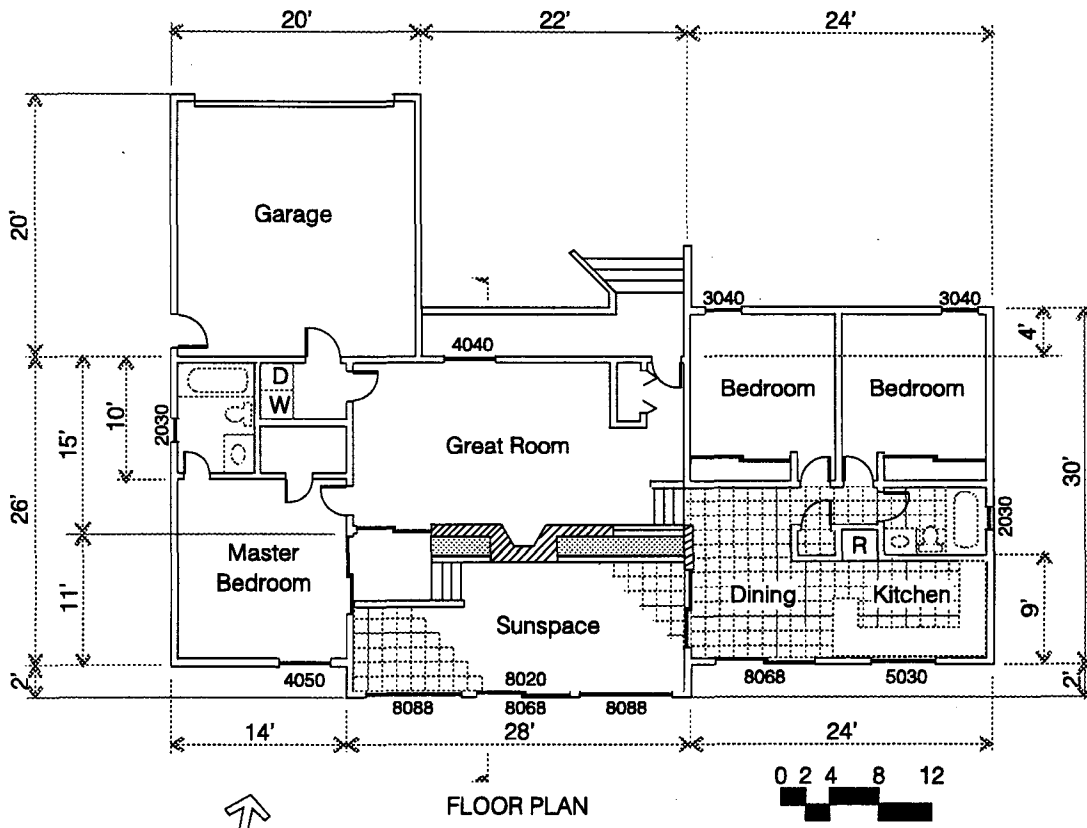 20' 22' 24'
20'
Garage
3040 3040
4'
4040
D
W
Bedroom Bedroom
10'
2030
15'
Great Room
26'
30'
2030
Master
Bedroom
R
11'
Dining Kitchen
9'
Sunspace
2'
4050
8020
8068 5030
2'
8088 8068 8088
14' 28' 24'
0 2 4 8 12
FLOOR PLAN